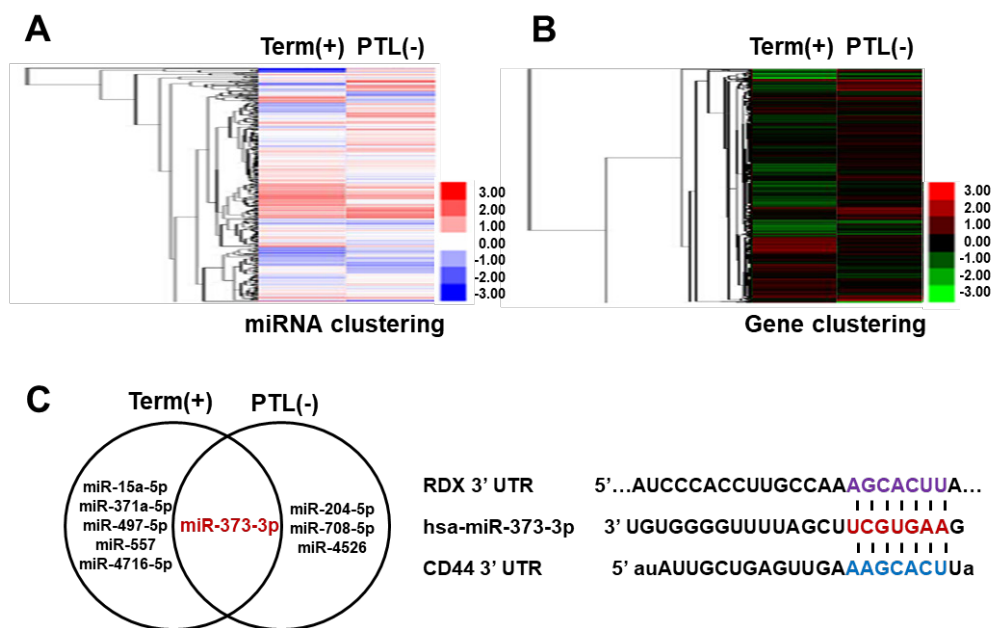 A
Term(+) PTL(-)
3.00
2.00
1.00
0.00
-1.00
-2.00
-3.00
miRNA clustering
B
Term(+) PTL(-)
3.00
2.00
1.00
0.00
-1.00
-2.00
-3.00
Gene clustering
C
Term(+) PTL(-)
miR-15a-5p
miR-371a-5p
miR-497-5p
miR-557
miR-4716-5p
miR-373-3p
miR-204-5p
miR-708-5p
miR-4526
RDX 3’ UTR 5’…AUCCCACCUUGCCAAAGCACUUA…
hsa-miR-373-3p 3’ UGUGGGGUUUUAGCUUCGUGAAG
CD44 3’ UTR 5’ auAUUGCUGAGUUGAAAGCACUUa